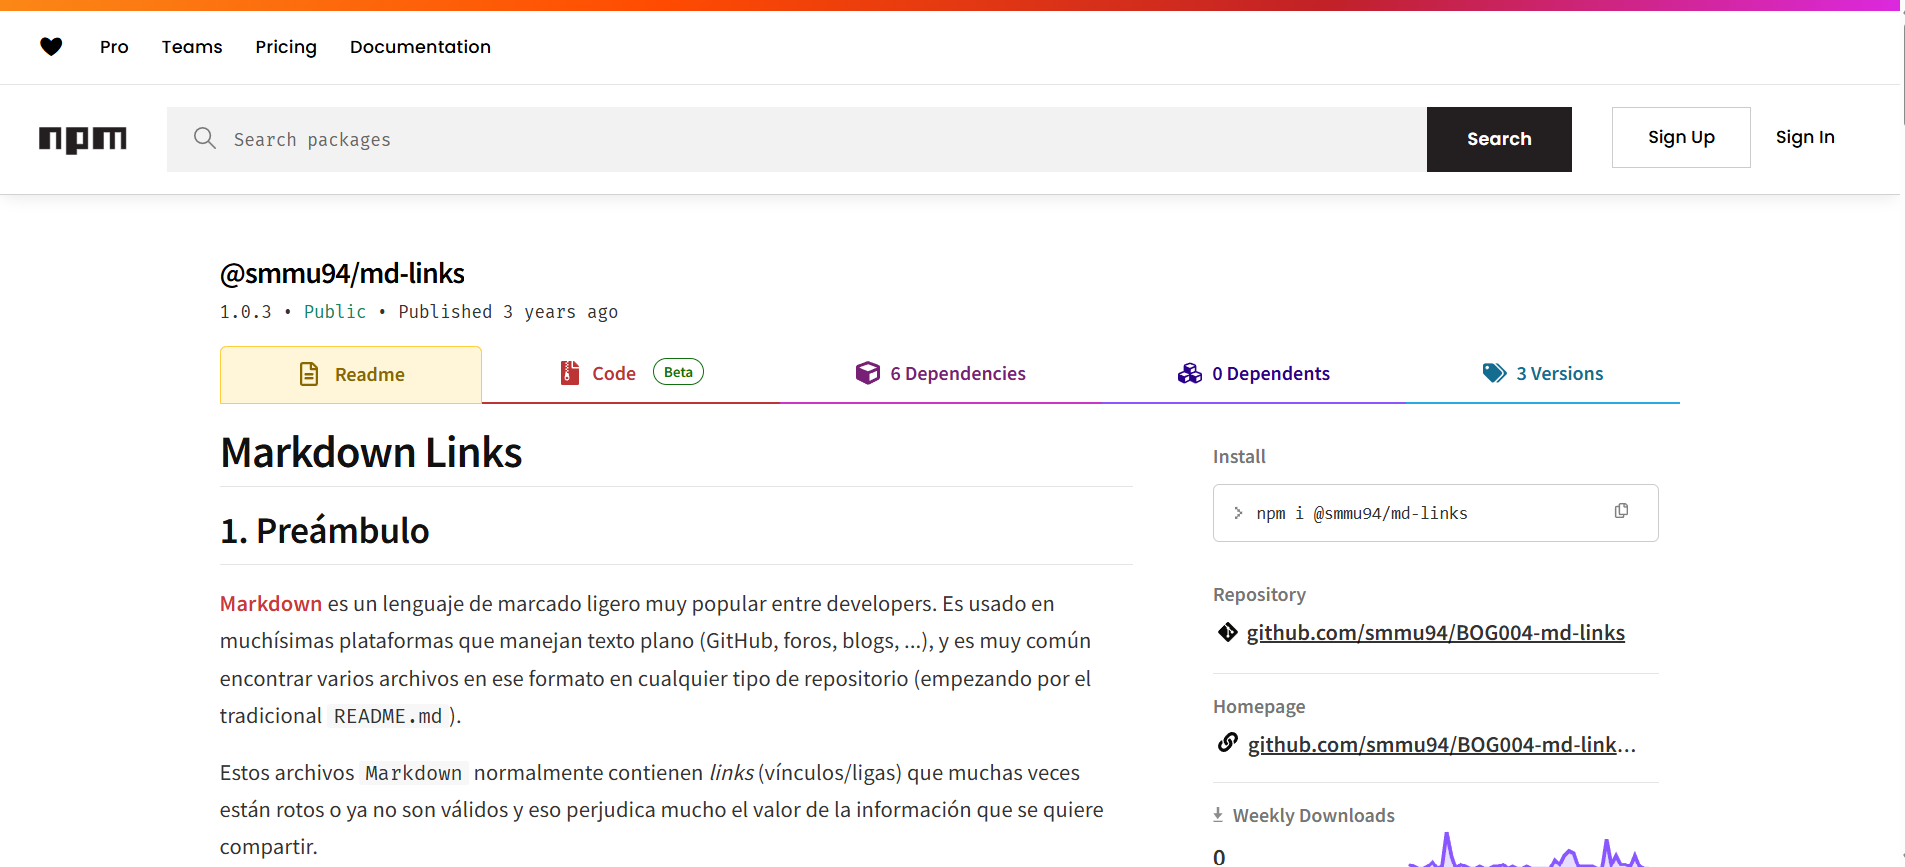 Pro Teams Pricing Documentation
npm Search packages Search Sign Up Sign In
@smmu94/md-links
1.0.3 • Public • Published 3 years ago
Readme Code Beta 6 Dependencies 0 Dependents 3 Versions
Markdown Links
1. Preámbulo
Markdown es un lenguaje de marcado ligero muy popular entre developers. Es usado en
muchísimas plataformas que manejan texto plano (GitHub, foros, blogs, ...), y es muy común
encontrar varios archivos en ese formato en cualquier tipo de repositorio (empezando por el
tradicional README.md ).
Estos archivos Markdown normalmente contienen links (vínculos/ligas) que muchas veces
están rotos o ya no son válidos y eso perjudica mucho el valor de la información que se quiere
compartir.
Install
npm i @smmu94/md-links
Repository
github.com/smmu94/BOG004-md-links
Homepage
github.com/smmu94/BOG004-md-link...
Weekly Downloads
0